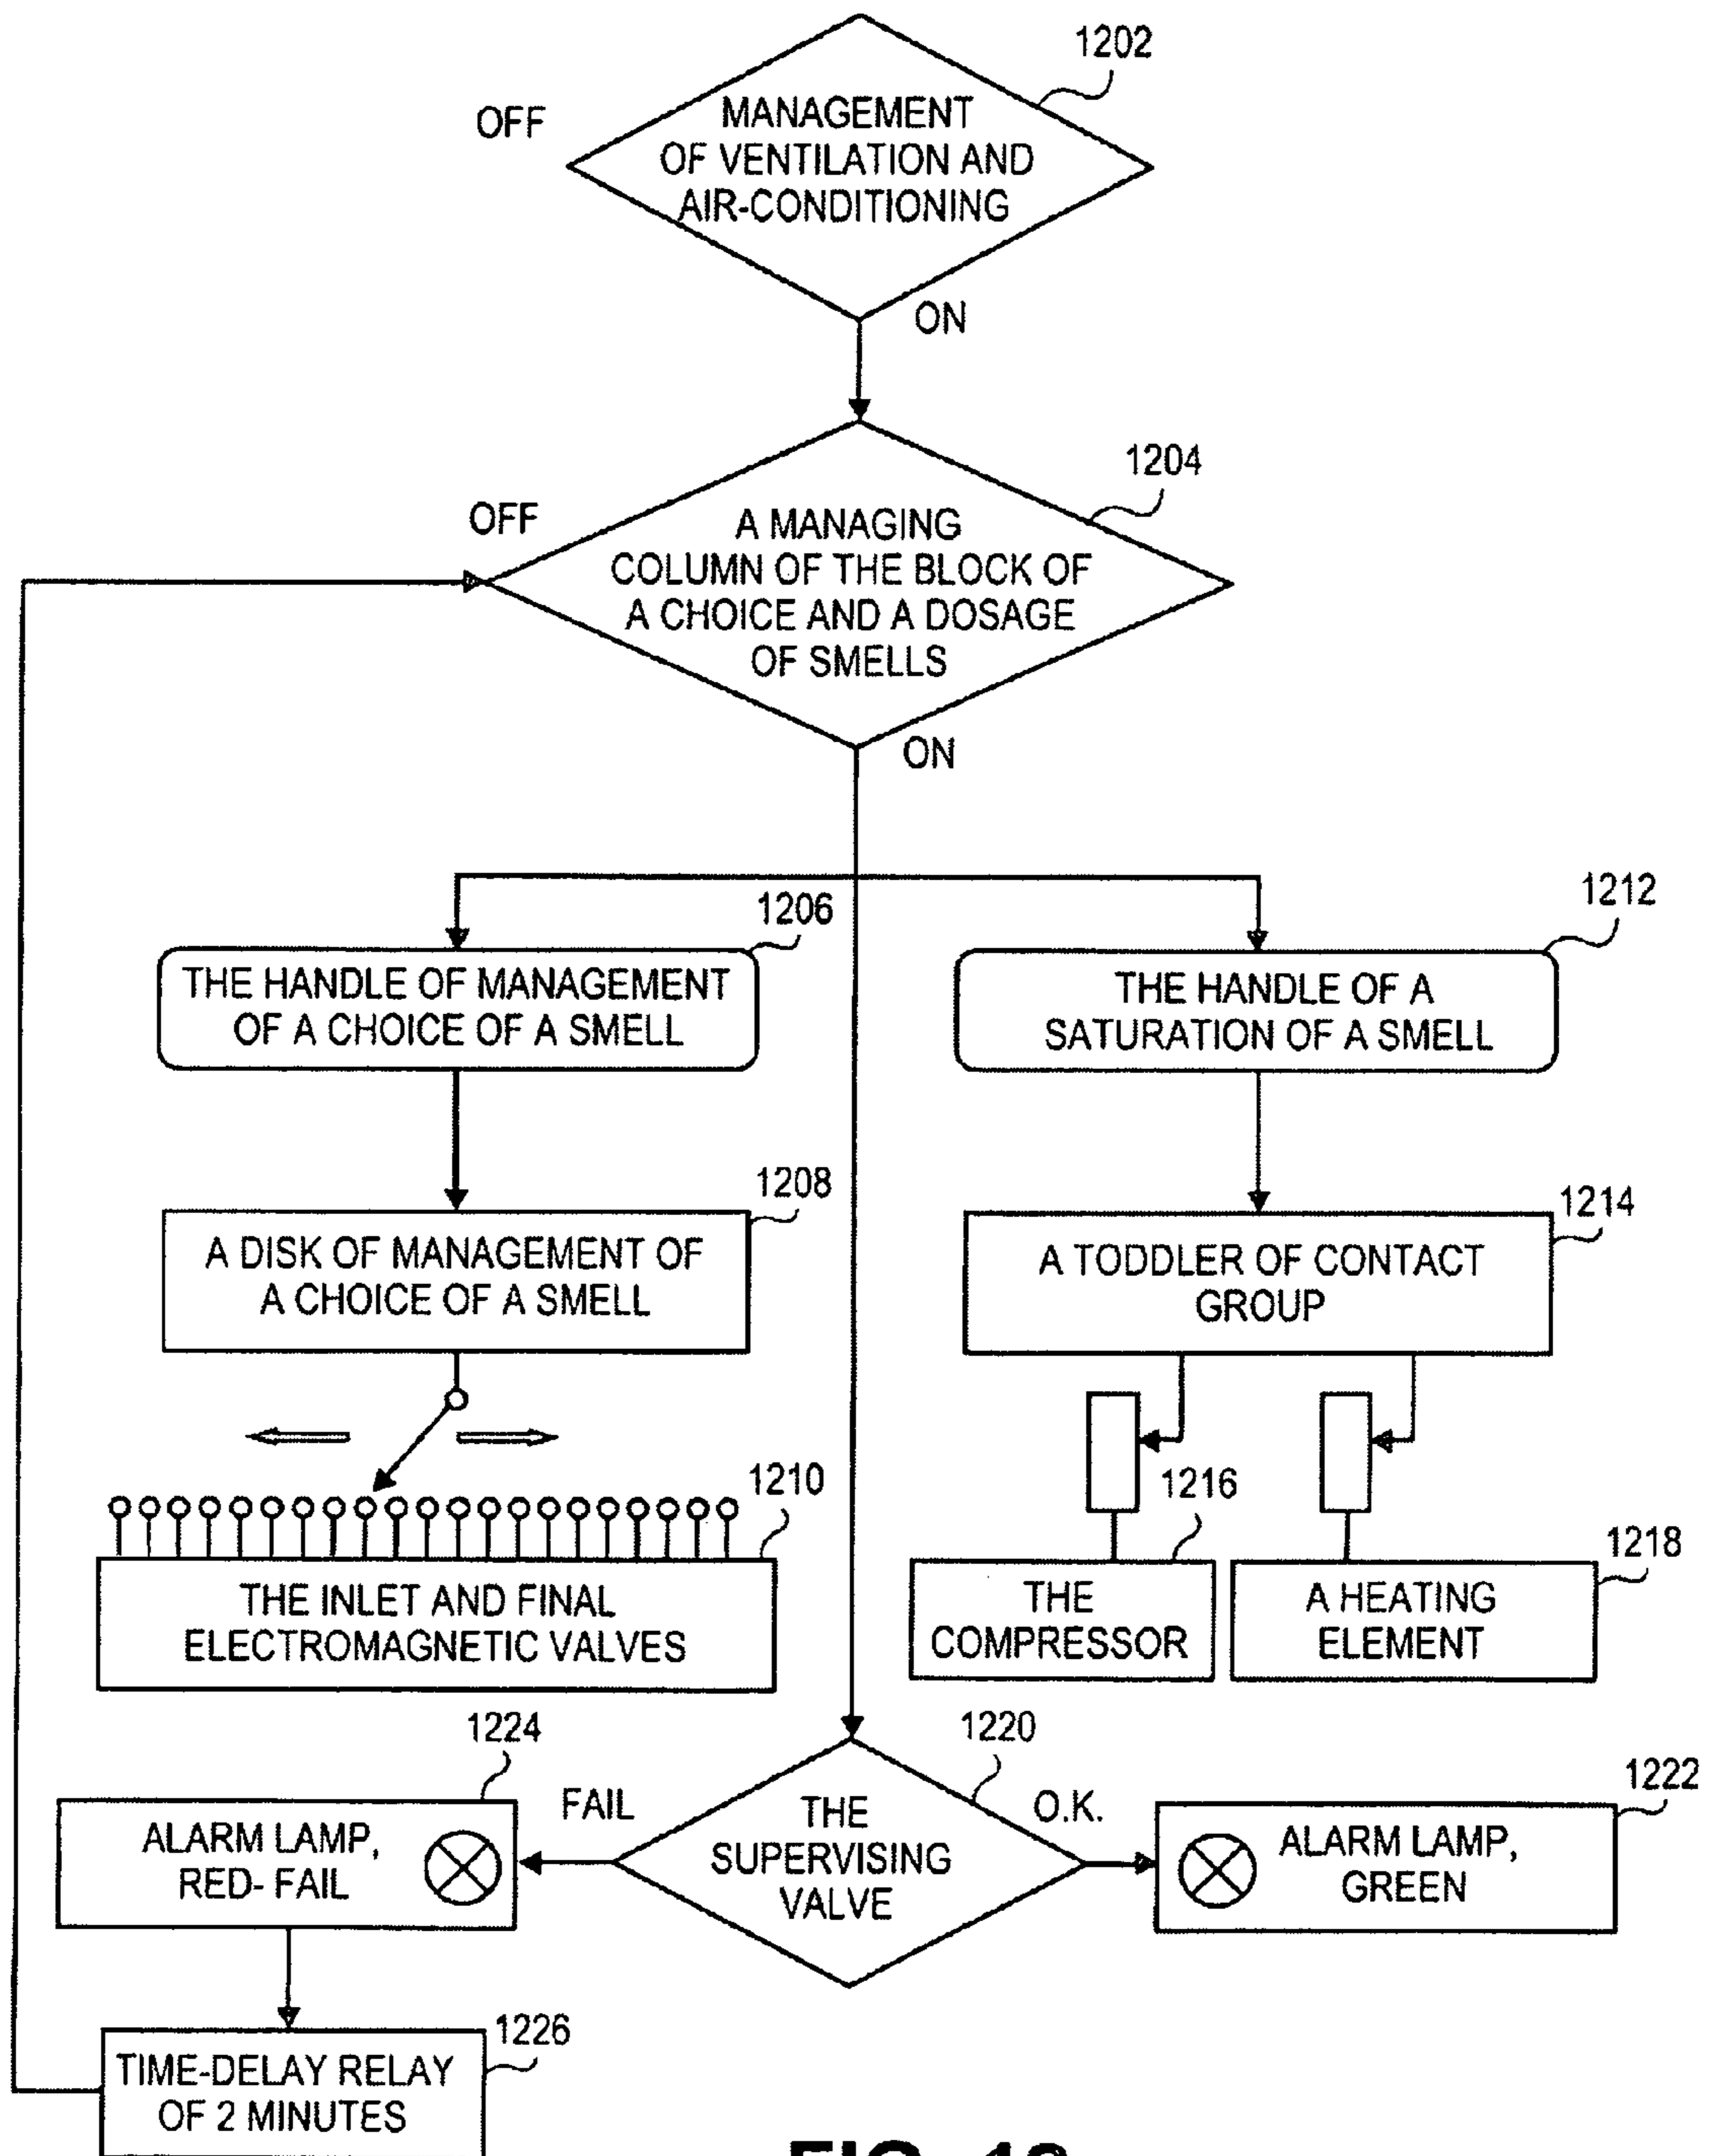 1202
OFF
MANAGEMENT
OF VENTILATION AND
AIR-CONDITIONING
ON
1204
OFF
A MANAGING
COLUMN OF THE BLOCK OF
A CHOICE AND A DOSAGE
OF SMELLS
ON
1206
THE HANDLE OF MANAGEMENT
OF A CHOICE OF A SMELL
1212
THE HANDLE OF A
SATURATION OF A SMELL
1208
A DISK OF MANAGEMENT OF
A CHOICE OF A SMELL
1214
A TODDLER OF CONTACT
GROUP
1210
THE INLET AND FINAL
ELECTROMAGNETIC VALVES
1216
THE
COMPRESSOR
1218
A HEATING
ELEMENT
1224
ALARM LAMP,
RED- FAIL
FAIL
1220
THE
SUPERVISING
VALVE
O.K.
1222
ALARM LAMP,
GREEN
1226
TIME-DELAY RELAY
OF 2 MINUTES
FIG.